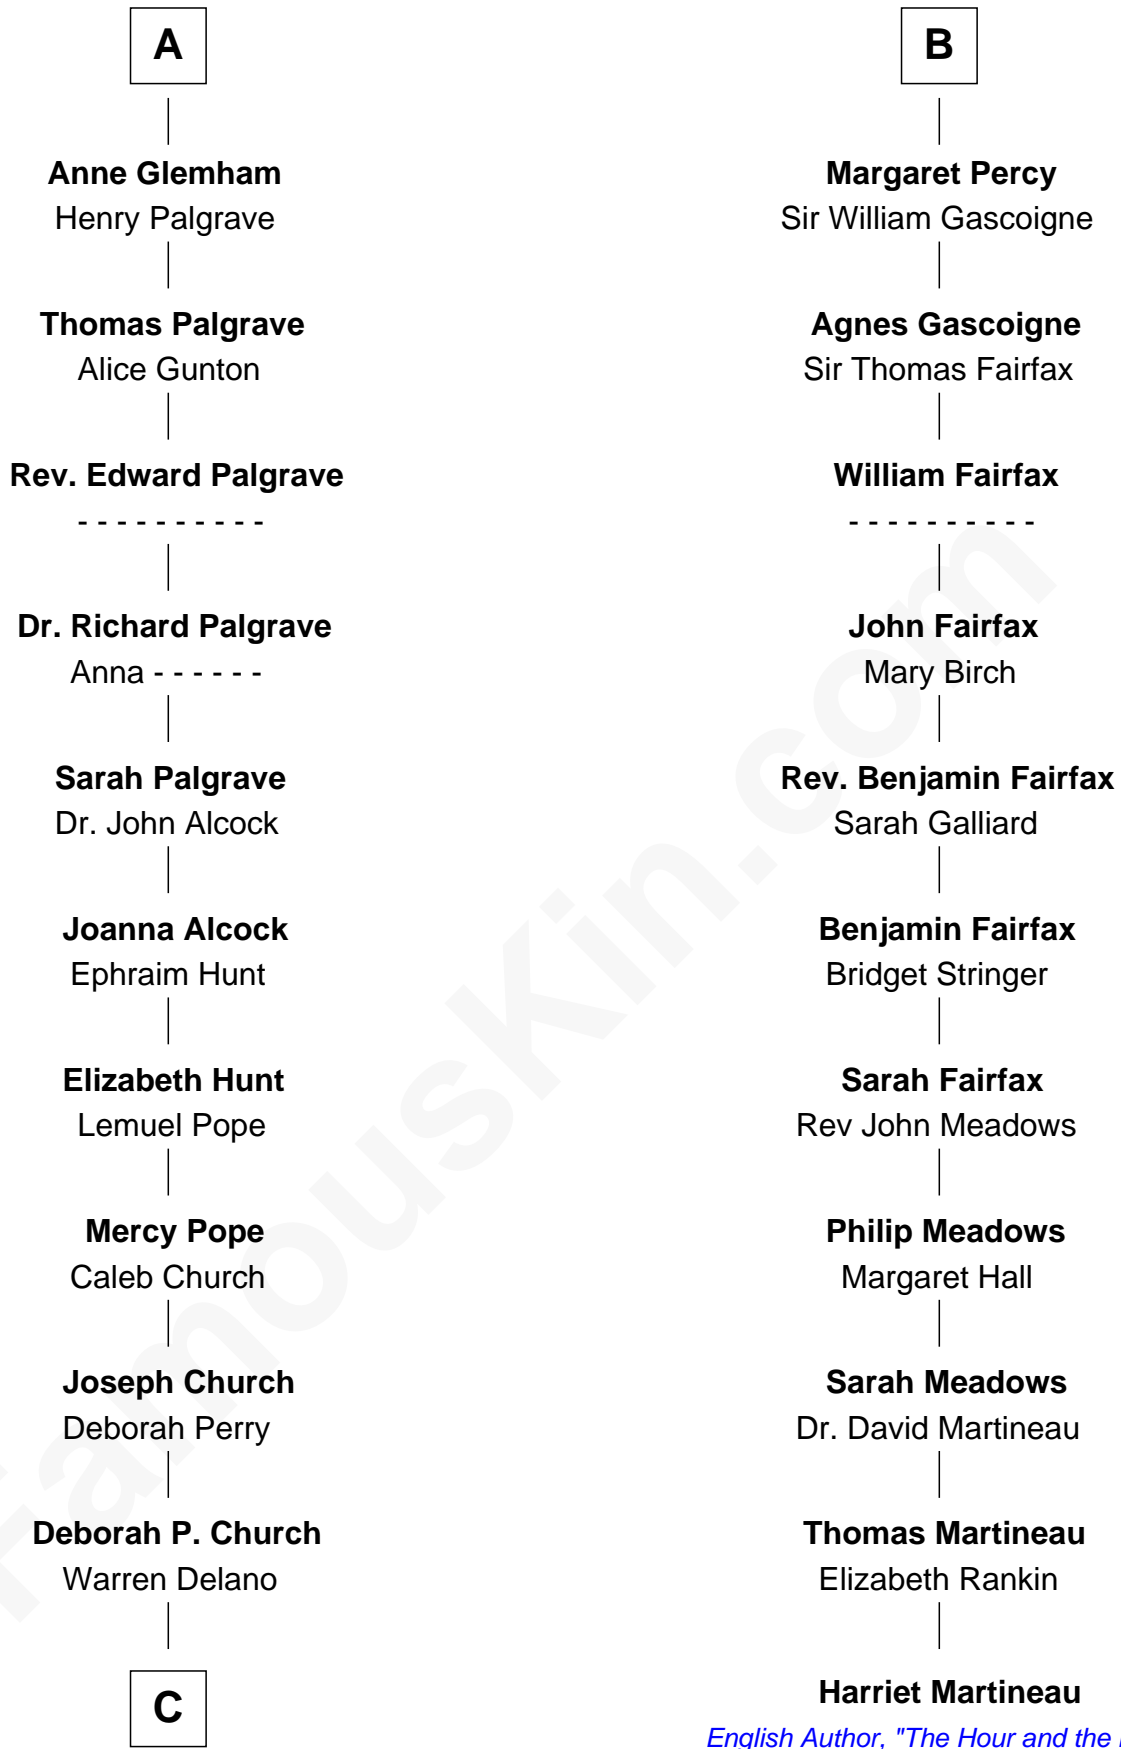 A
Anne Glemham
Henry Palgrave
Thomas Palgrave
Alice Gunton
Rev. Edward Palgrave
- - - - - - - - - -
Dr. Richard Palgrave
Anna - - - - - -
Sarah Palgrave
Dr. John Alcock
Joanna Alcock
Ephraim Hunt
Elizabeth Hunt
Lemuel Pope
Mercy Pope
Caleb Church
Joseph Church
Deborah Perry
Deborah P. Church
Warren Delano
C
B
Margaret Percy
Sir William Gascoigne
Agnes Gascoigne
Sir Thomas Fairfax
William Fairfax
- - - - - - - - - -
John Fairfax
Mary Birch
Rev. Benjamin Fairfax
Sarah Galliard
Benjamin Fairfax
Bridget Stringer
Sarah Fairfax
Rev John Meadows
Philip Meadows
Margaret Hall
Sarah Meadows
Dr. David Martineau
Thomas Martineau
Elizabeth Rankin
Harriet Martineau
English Author, "The Hour and the
FamousKin.com